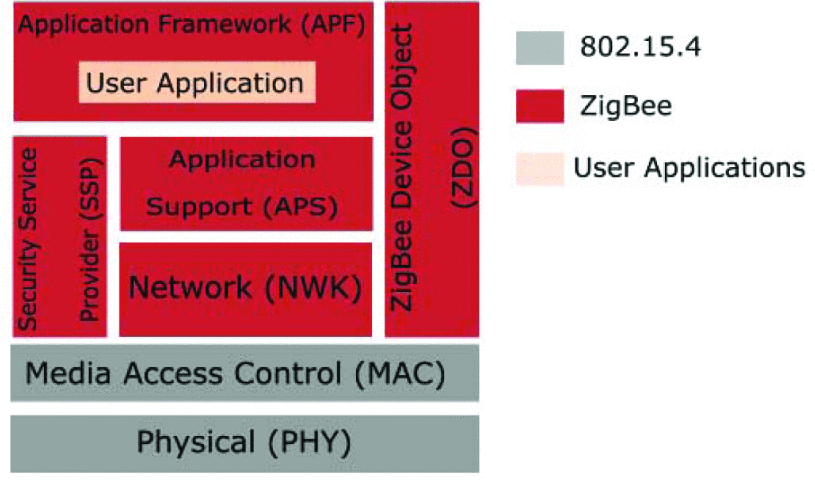 Application Framework (APF)
User Application
Security Service
Provider (SSP)
Application
Support (APS)
Network (NWK)
ZigBee Device Object
(ZDO)
Media Access Control (MAC)
Physical (PHY)
802.15.4
ZigBee
User Applications